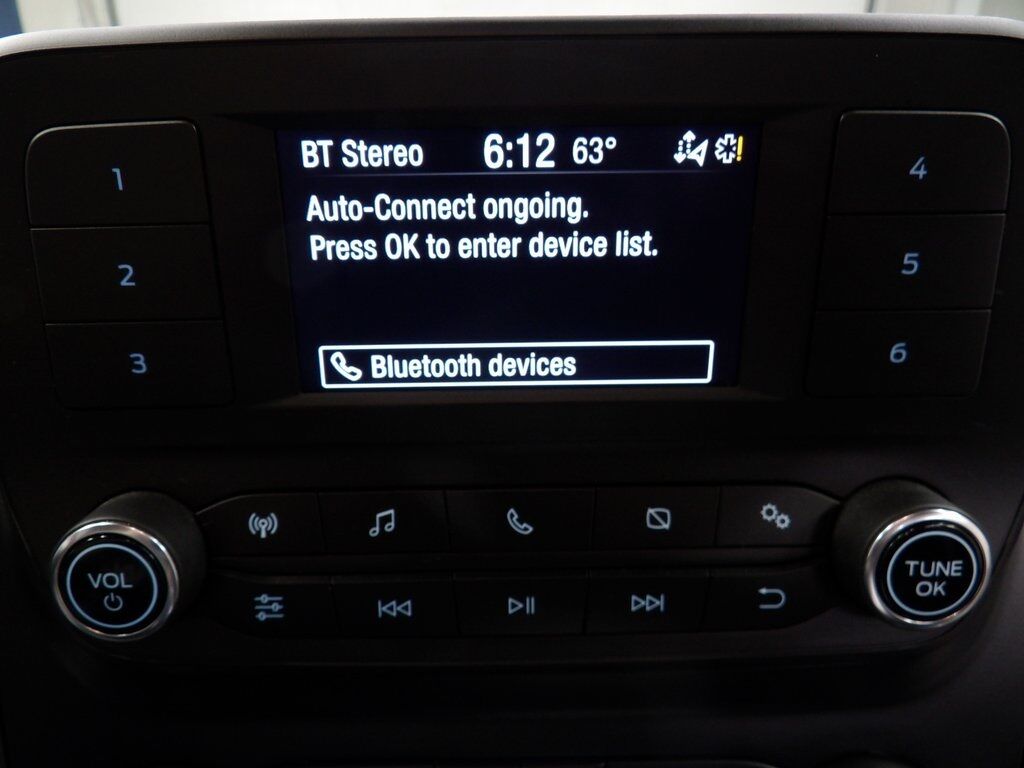 BT Stereo 6:12 63°
Auto-Connect ongoing.
Press OK to enter device list.
Bluetooth devices
1
2
3
4
5
6
VOL
TUNE
OK